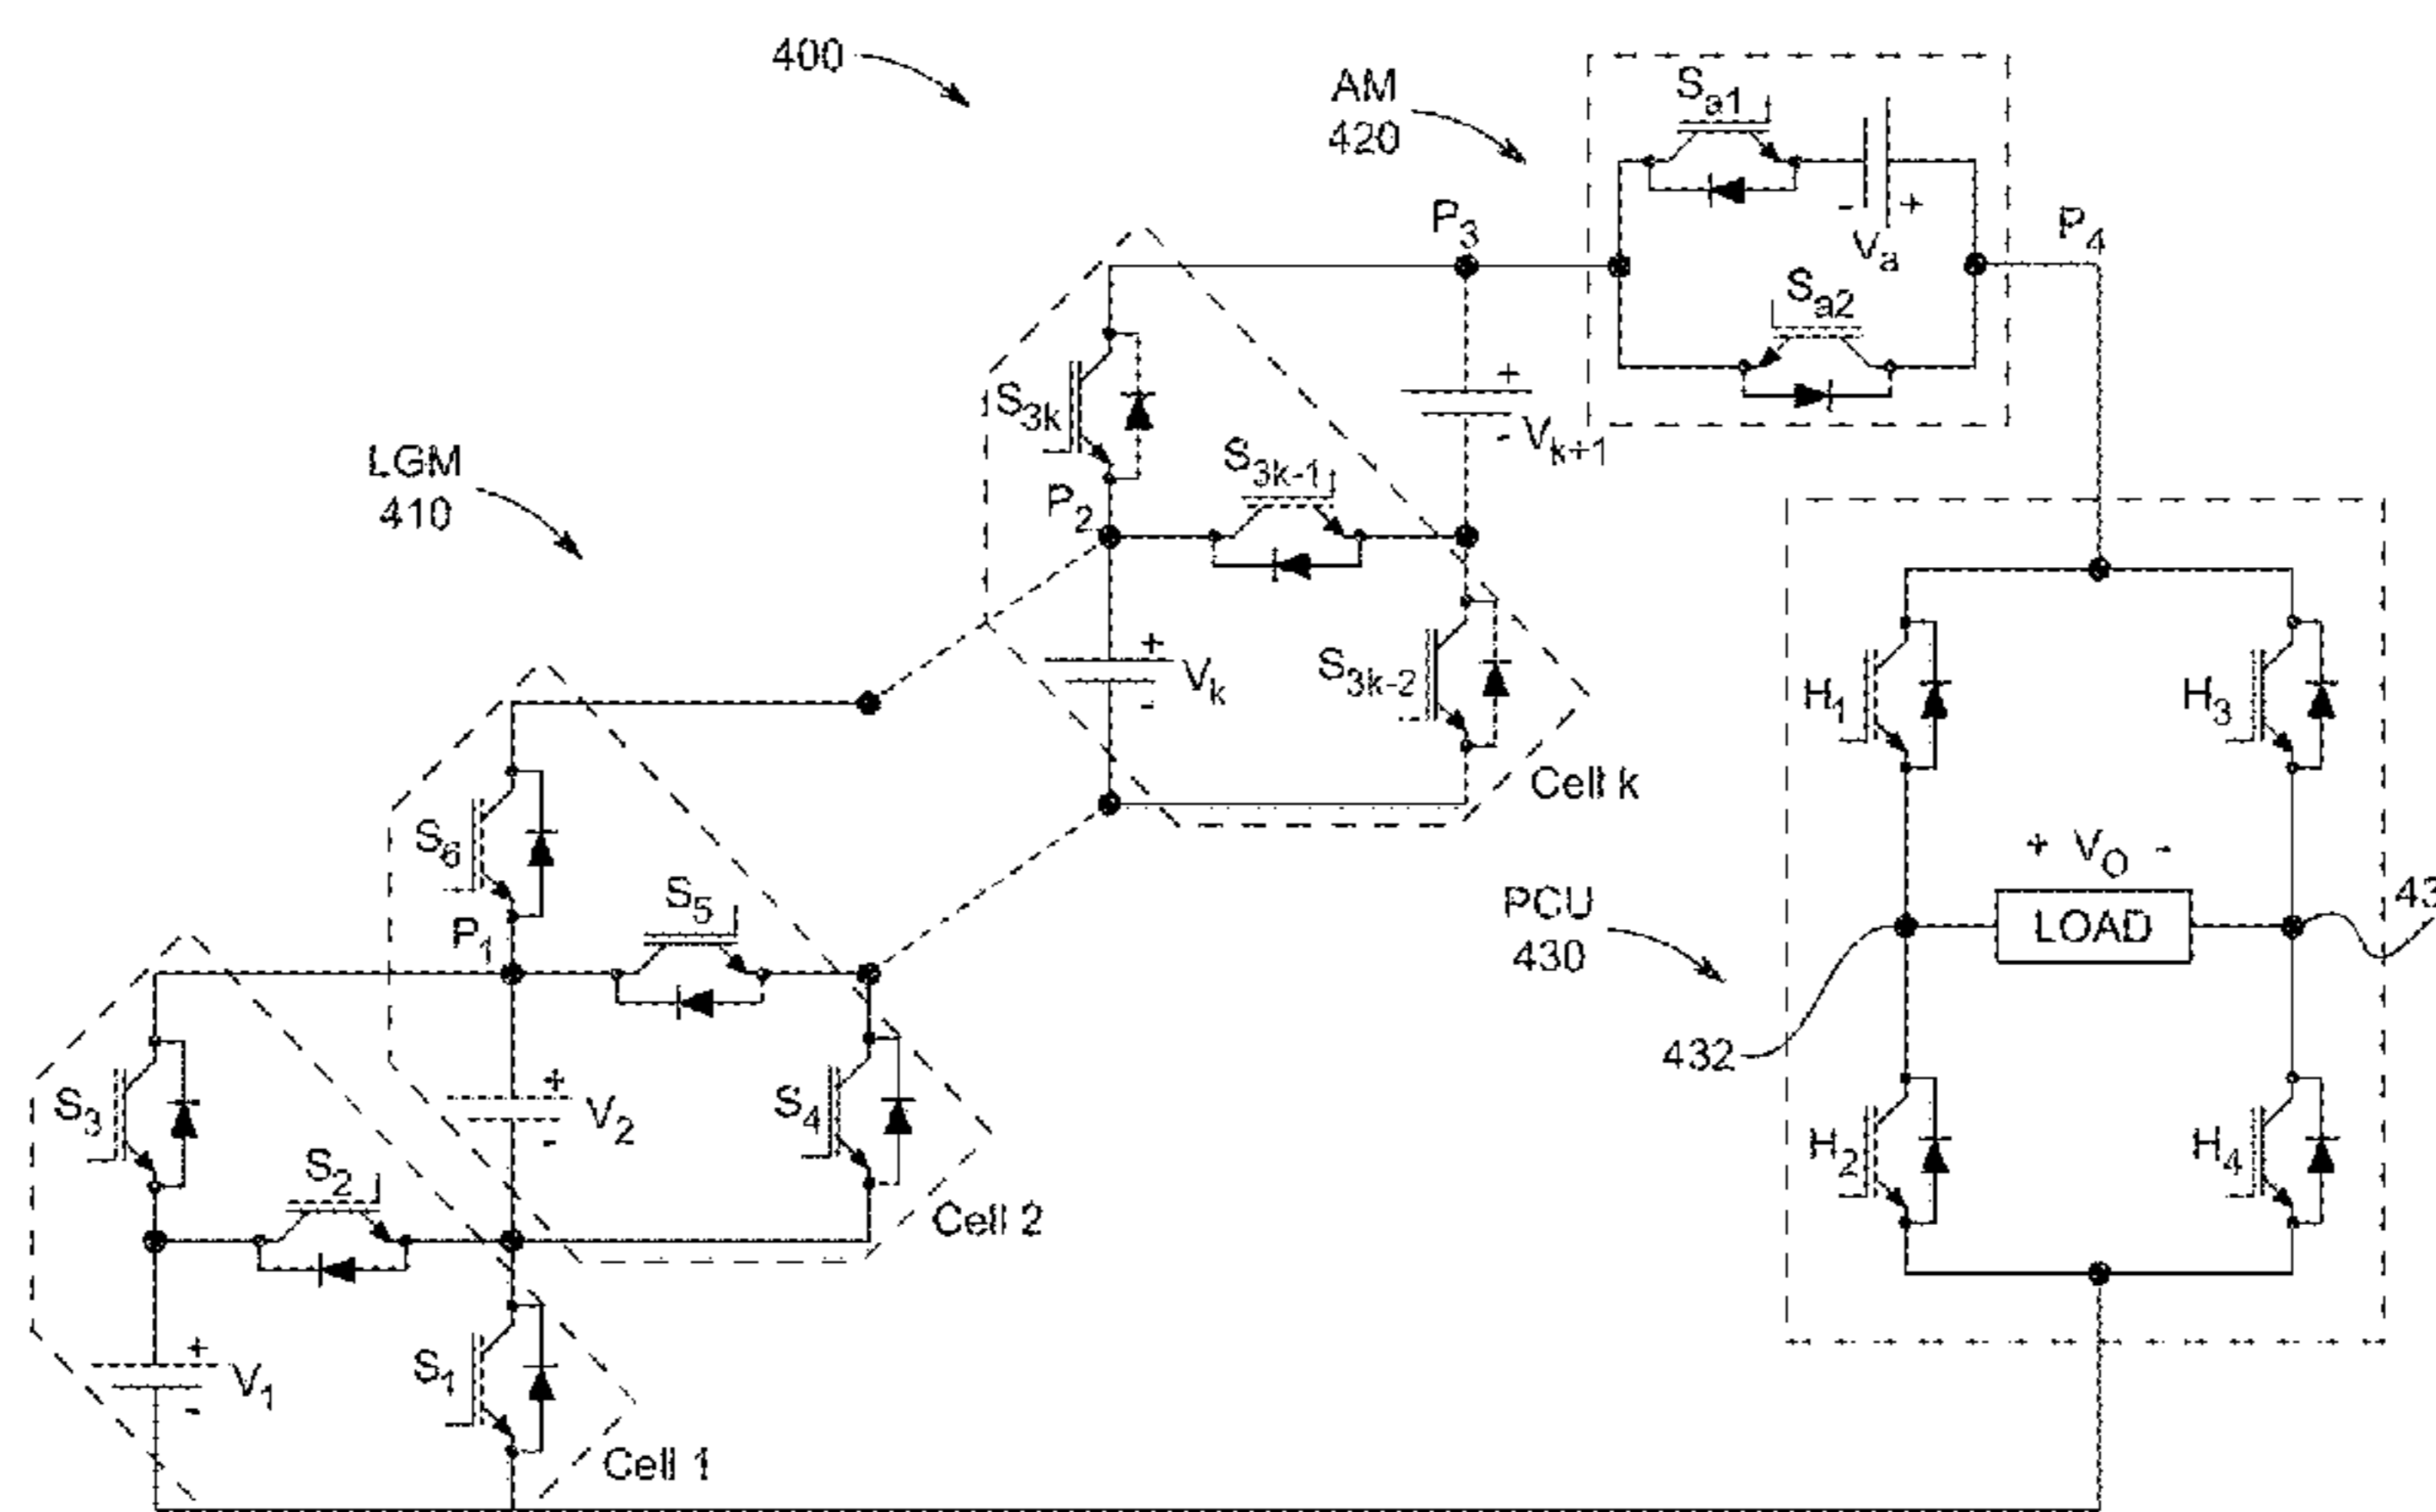 400
AM
420
Sa1
- +
Va
P3
P4
Sa2
S3k
+
-
Vk+1
S3k-1
P2
LGM
410
+
Vk
-
S3k-2
Cell k
H1
H3
S6
P1
S5
PCU
430
+ VO -
LOAD
432
S3
+
V2
-
S4
S2
Cell 2
H2
H4
+
V1
-
S1
Cell 1